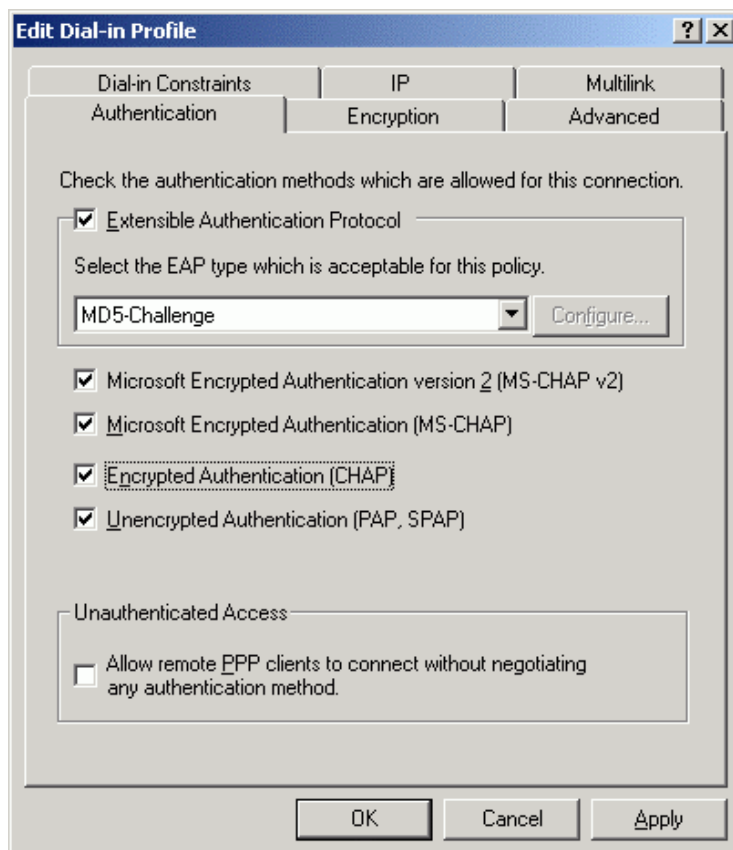 Edit Dial-in Profile
Dial-in Constraints IP Multilink
Authentication Encryption Advanced
Check the authentication methods which are allowed for this connection.
Extensible Authentication Protocol
Select the EAP type which is acceptable for this policy.
MD5-Challenge Configure...
Microsoft Encrypted Authentication version 2 (MS-CHAP v2)
Microsoft Encrypted Authentication (MS-CHAP)
Encrypted Authentication (CHAP)
Unencrypted Authentication (PAP, SPAP)
Unauthenticated Access
Allow remote PPP clients to connect without negotiating
any authentication method.
OK Cancel Apply